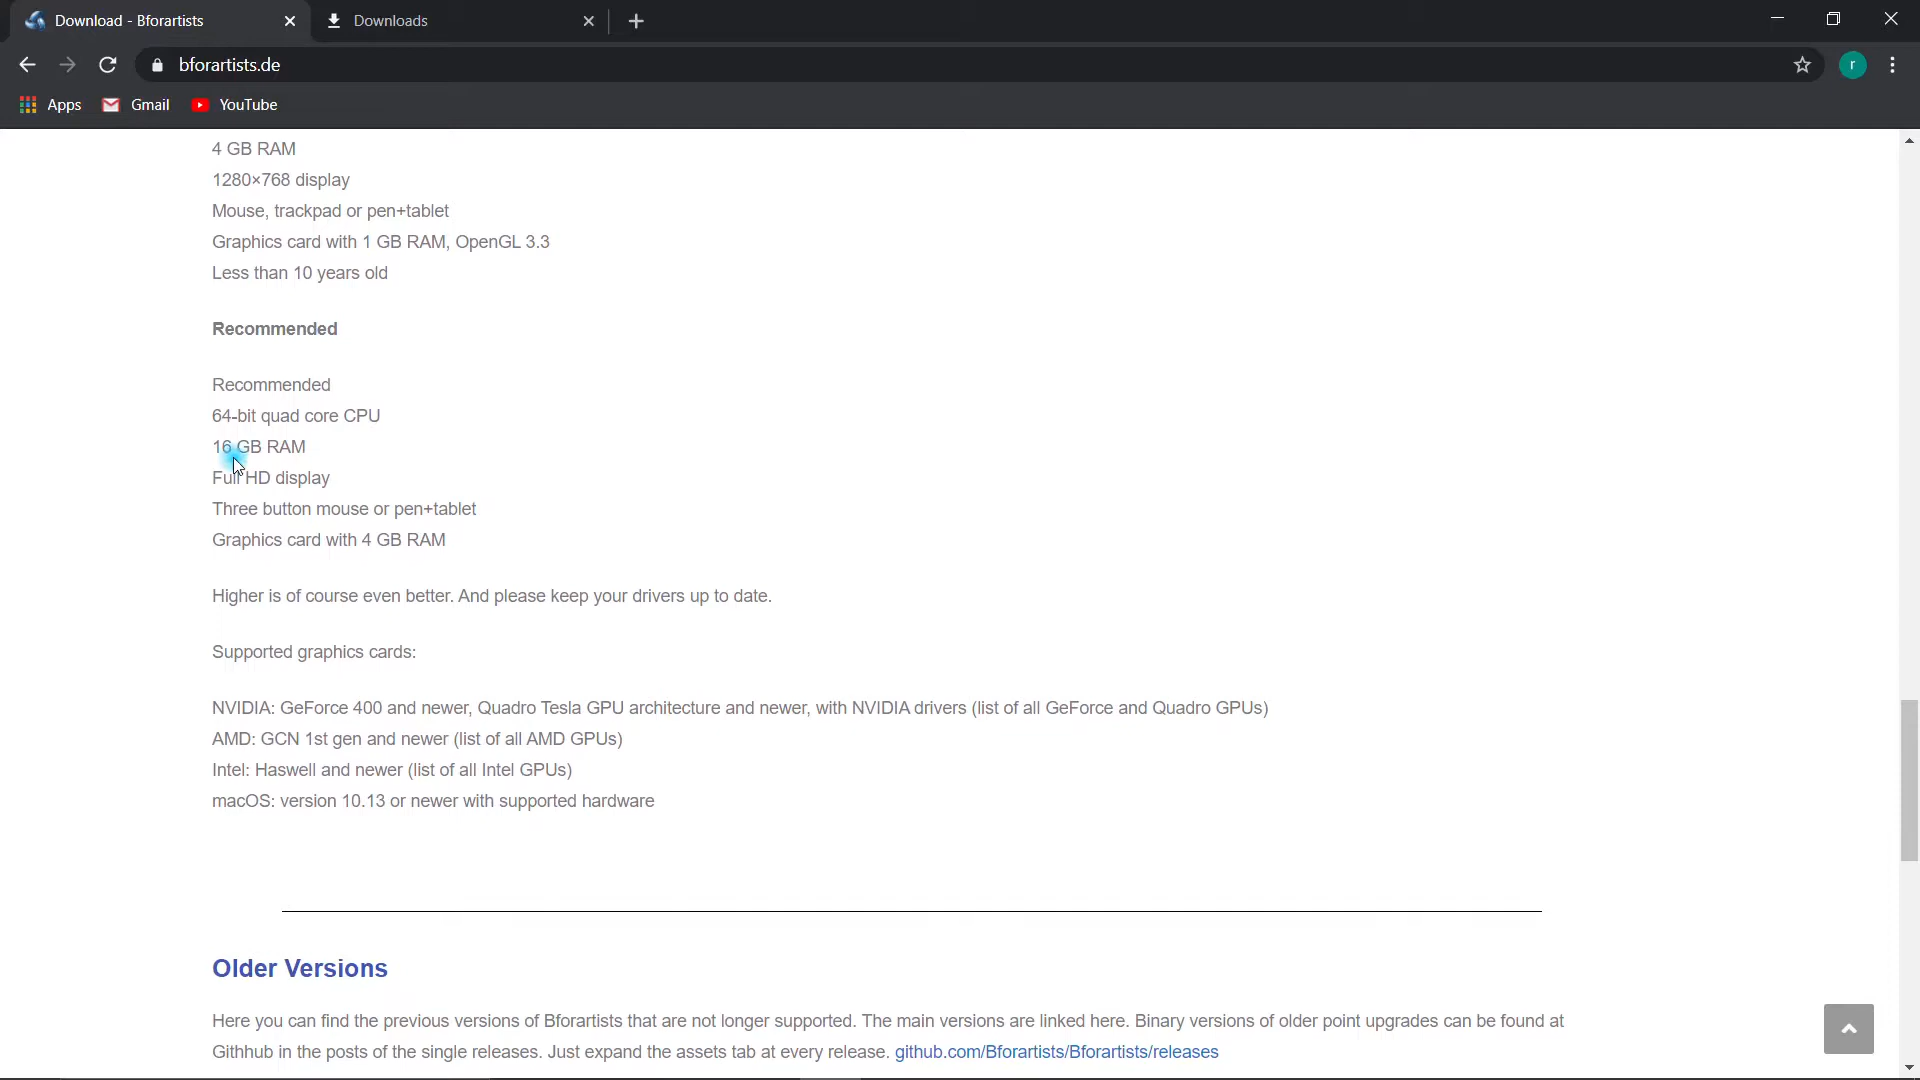 Download - Bforartists
Downloads
bforartists.de
r
Apps
Gmail
YouTube
4 GB RAM
1280×768 display
Mouse, trackpad or pen+tablet
Graphics card with 1 GB RAM, OpenGL 3.3
Less than 10 years old
Recommended
Recommended
64-bit quad core CPU
16 GB RAM
Full HD display
Three button mouse or pen+tablet
Graphics card with 4 GB RAM
Higher is of course even better. And please keep your drivers up to date.
Supported graphics cards:
NVIDIA: GeForce 400 and newer, Quadro Tesla GPU architecture and newer, with NVIDIA drivers (list of all GeForce and Quadro GPUs)
AMD: GCN 1st gen and newer (list of all AMD GPUs)
Intel: Haswell and newer (list of all Intel GPUs)
macOS: version 10.13 or newer with supported hardware
Older Versions
Here you can find the previous versions of Bforartists that are not longer supported. The main versions are linked here. Binary versions of older point upgrades can be found at
Githhub in the posts of the single releases. Just expand the assets tab at every release. github.com/Bforartists/Bforartists/releases